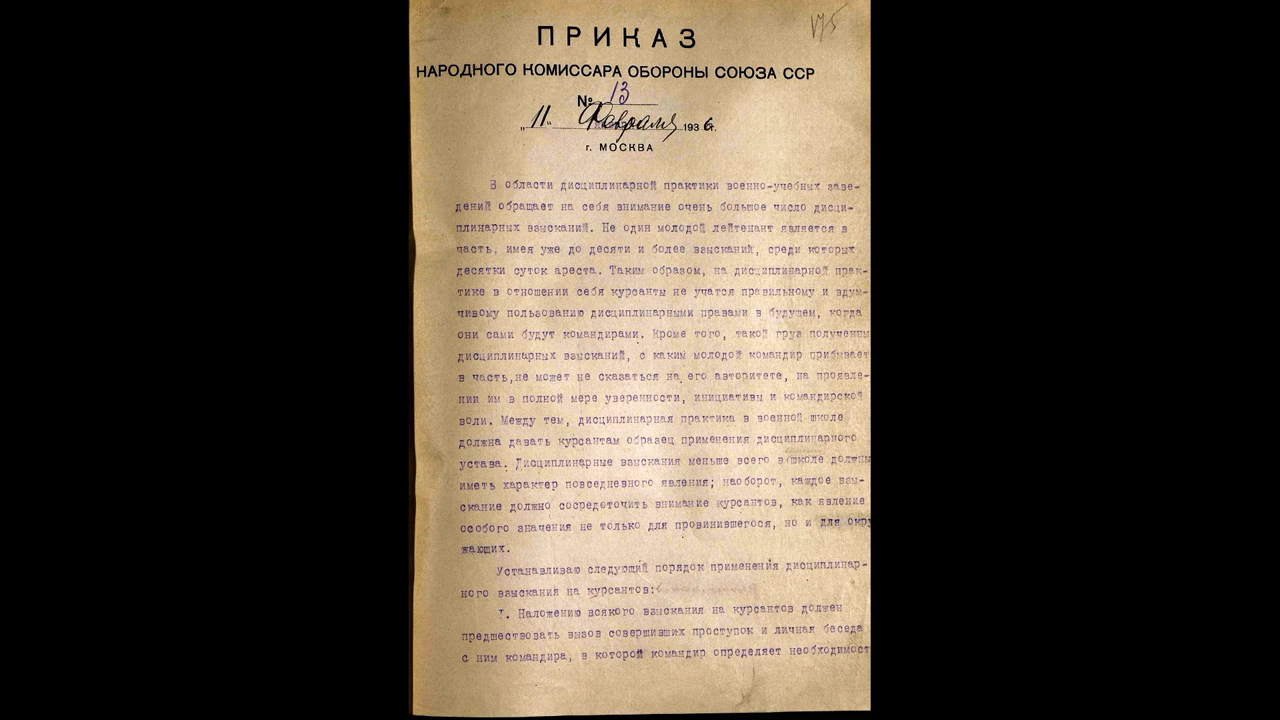 175
ПРИКАЗ
НАРОДНОГО КОМИССАРА ОБОРОНЫ СОЮЗА ССР
№ 13
„ 11 " Февраля 1936 г.
г. МОСКВА
В области дисциплинарной практики военно-учебных заве-
дений обращает на себя внимание очень большое число дисци-
плинарных взысканий. Не один молодой лейтенант является в
часть, имея уже до десяти и более взысканий, среди которых
десятки суток ареста. Таким образом, на дисциплинарной прак-
тике в отношении себя курсанты не учатся правильному и вдум-
чивому пользованию дисциплинарными правами в будущем, когда
они сами будут командирами. Кроме того, такой груз полученны
дисциплинарных взысканий, с каким молодой командир прибывает
в часть,не может не сказаться на его авторитете, на проявле-
нии им в полной мере уверенности, инициативы и командирской
воли. Между тем, дисциплинарная практика в военной школе
должна давать курсантам образец применения дисциплинарного
устава. Дисциплинарные взыскания меньше всего в школе должны
иметь характер повседневного явления; наоборот, каждое взы-
скание должно сосредоточить внимание курсантов, как явление
особого значения не только для провинившегося, но и для окру
жающих.
Устанавливаю следующий порядок применения дисциплинар-
ного взыскания на курсантов:
I. Наложению всякого взыскания на курсантов должен
предшествовать вызов совершивших проступок и личная беседа
с ним командира, в которой командир определяет необходимост